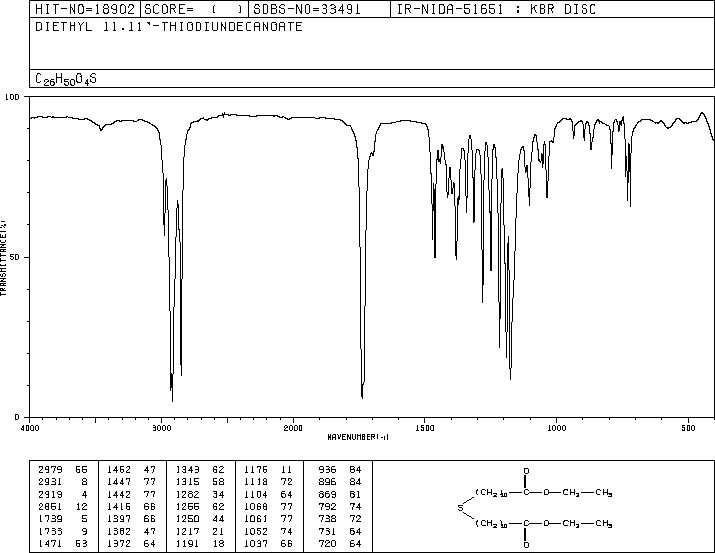 HIT-NO=18902 SCORE= ( ) SDBS-NO=33491 IR-NIDA-51651 : KBR DISC
DIETHYL 11,11'-THIODIUNDECANOATE
C26H50O4S
100
50
0
TRANSMITTANCE(%)
4000 3000 2000 1500 1000 500
WAVENUMBER(-1)
2979 55 1462 47 1343 62 1176 11 936 84
2931 8 1447 77 1315 58 1118 72 896 84
2919 4 1442 77 1282 34 1104 64 869 81
2851 12 1416 66 1256 62 1068 77 792 74
1739 5 1397 66 1250 44 1061 77 738 72
1733 9 1382 47 1217 21 1052 74 731 64
1471 53 1372 64 1191 18 1037 66 720 64
O
(CH2)10—C—O—CH2—CH3
S
(CH2)10—C—O—CH2—CH3
O